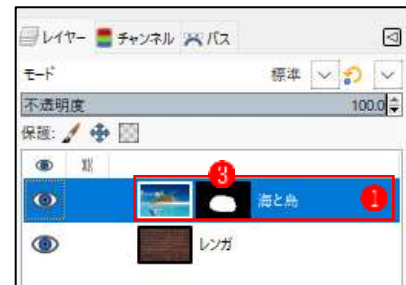 レイヤー チャンネル パス
モード 標準
不透明度 100.0
保護:
3
海と島 1
レンガ